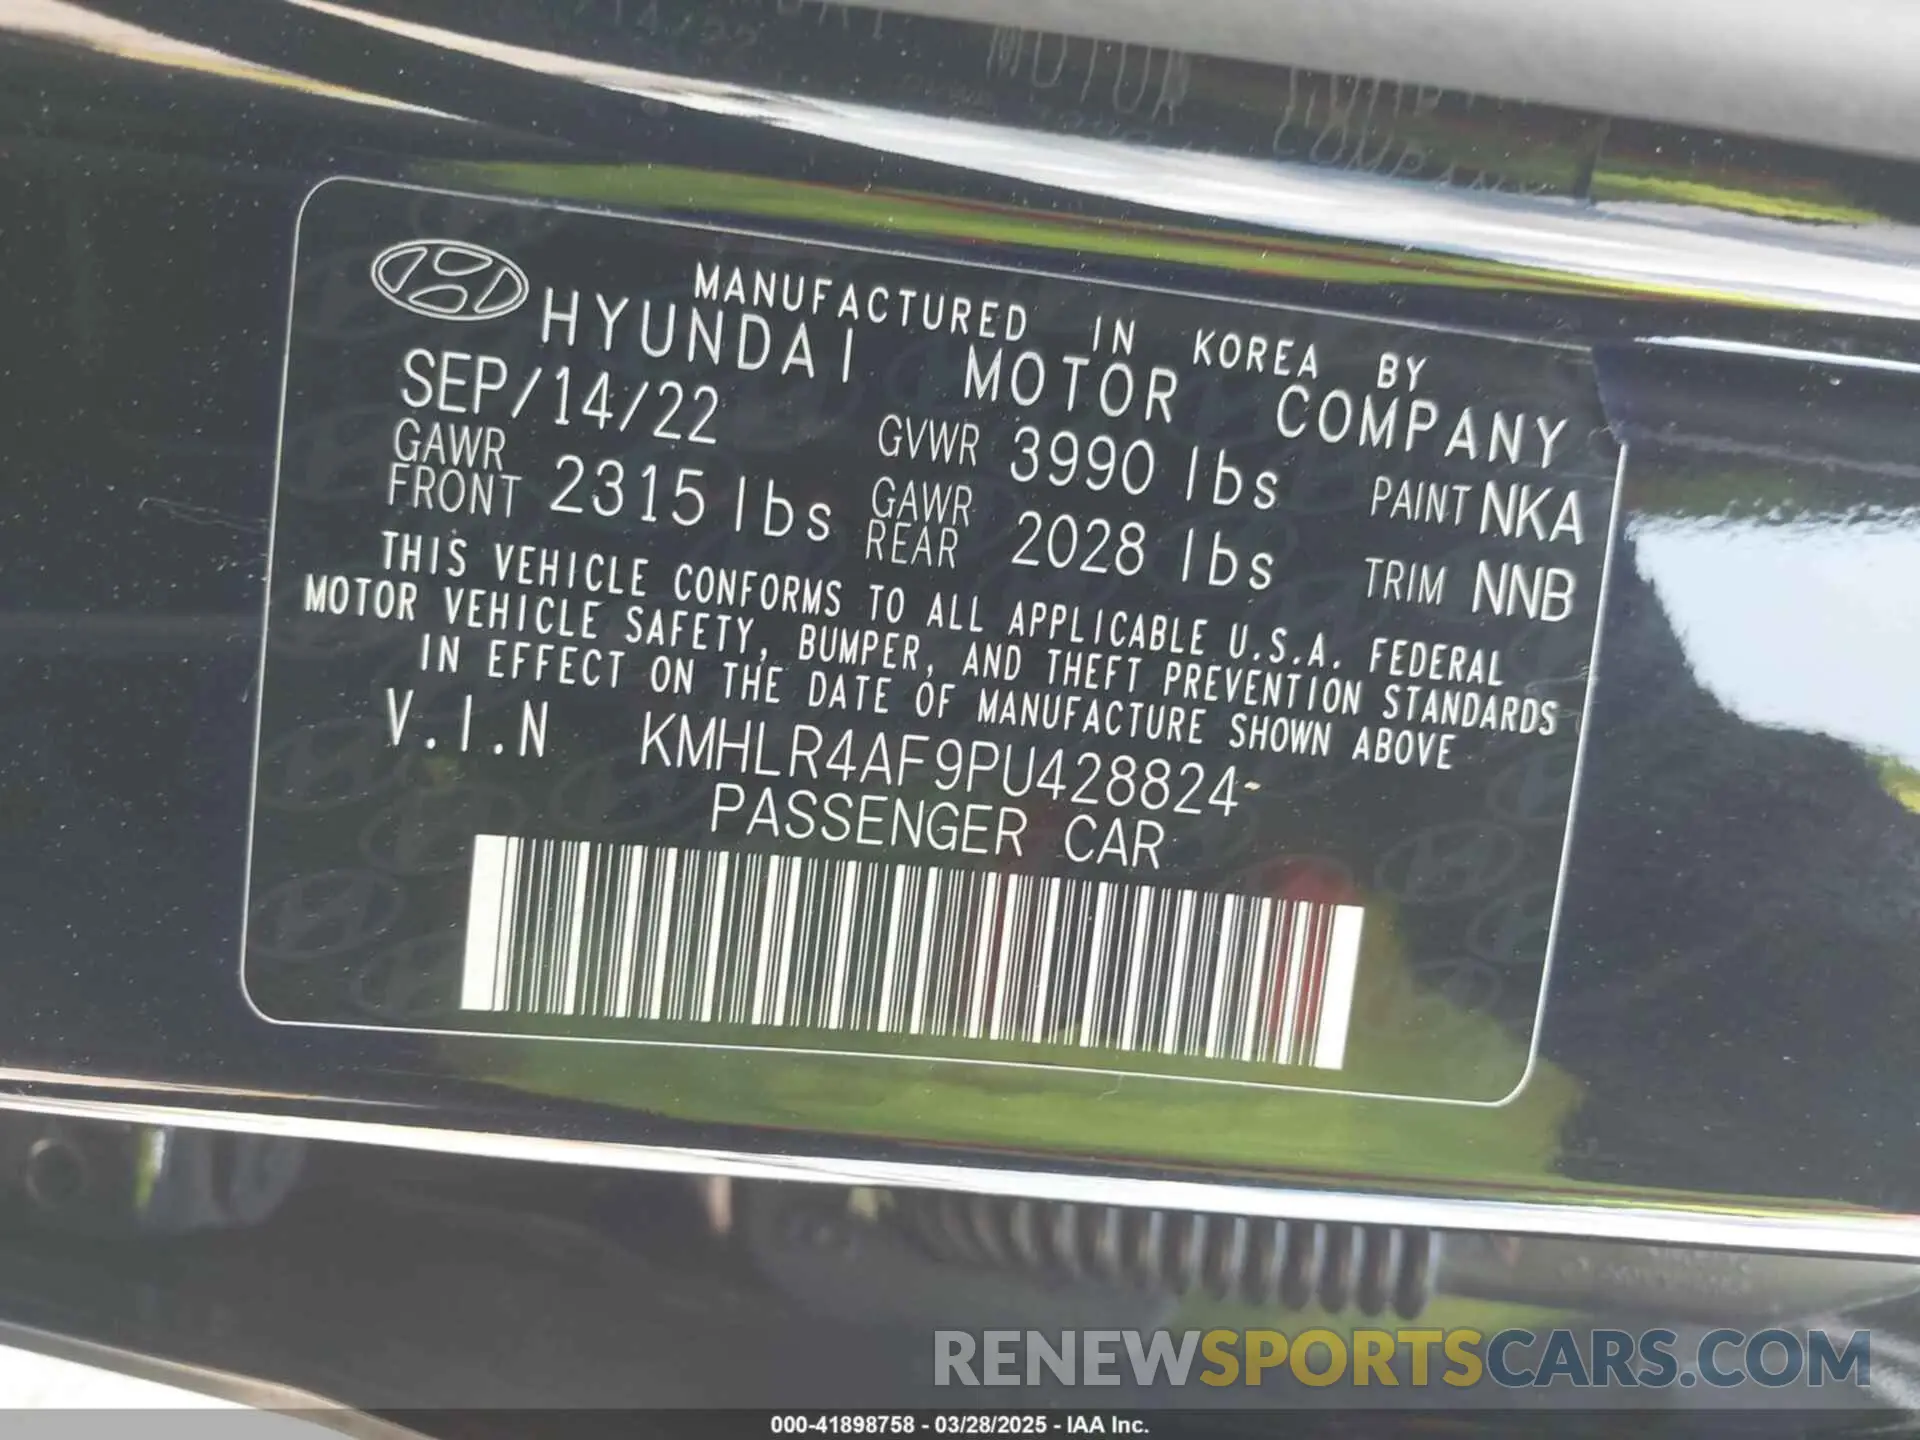 MANUFACTURED IN KOREA BY
HYUNDAI MOTOR COMPANY
SEP/14/22
GVWR 3990 lbs
PAINT NKA
GAWR FRONT 2315 lbs
GAWR REAR 2028 lbs
TRIM NNB
THIS VEHICLE CONFORMS TO ALL APPLICABLE U.S.A. FEDERAL
MOTOR VEHICLE SAFETY, BUMPER, AND THEFT PREVENTION STANDARDS
IN EFFECT ON THE DATE OF MANUFACTURE SHOWN ABOVE
V.I.N KMHLR4AF9PU428824
PASSENGER CAR
RENEWSPORTSCARS.COM
000-41898758 - 03/28/2025 - IAA Inc.